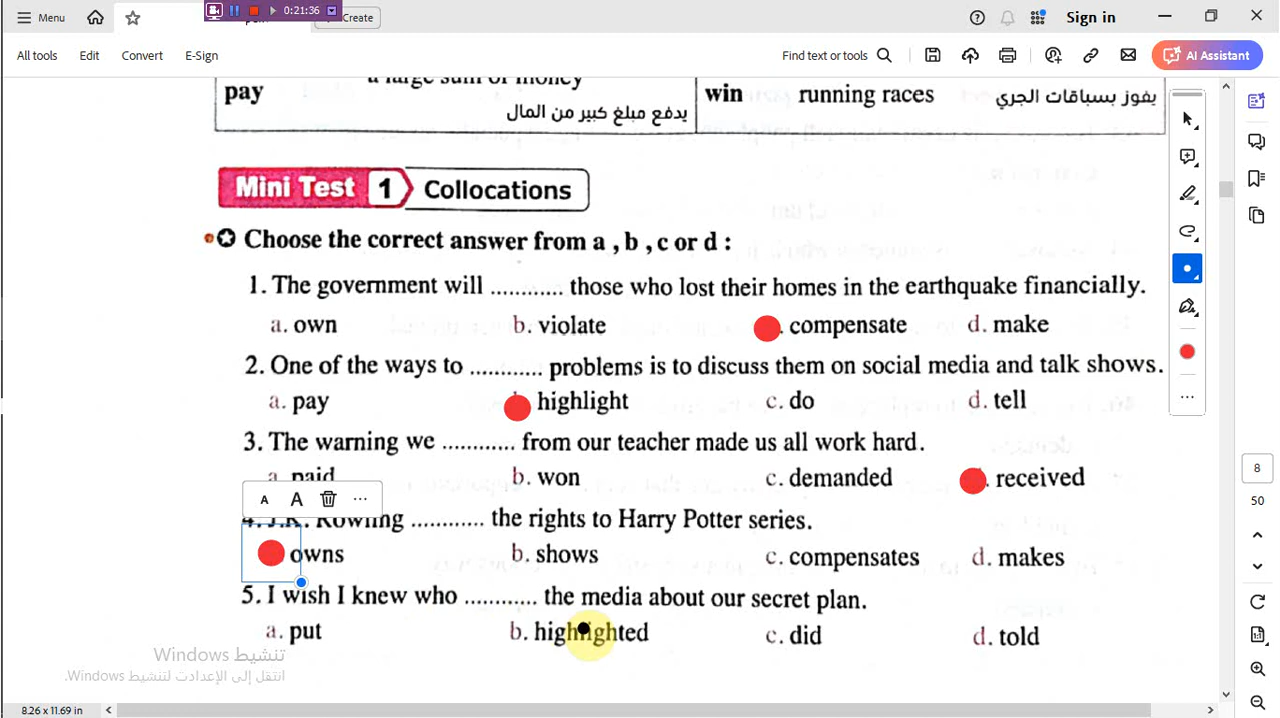 Menu
0:21:36
Create
Sign in
All tools
Edit
Convert
E-Sign
Find text or tools
AI Assistant
a large sum of money
pay
يدفع مبلغ كبير من المال
win
running races
يفوز بسباقات الجري
Mini Test 1 Collocations
Choose the correct answer from a , b , c or d :
1. The government will ............ those who lost their homes in the earthquake financially.
a. own b. violate . compensate d. make
2. One of the ways to ............ problems is to discuss them on social media and talk shows.
a. pay highlight c. do d. tell
3. The warning we ............ from our teacher made us all work hard.
a. paid b. won c. demanded . received
A A ...
4. J.K. Rowling ............ the rights to Harry Potter series.
owns b. shows c. compensates d. makes
5. I wish I knew who ............ the media about our secret plan.
a. put b. highlighted c. did d. told
تنشيط Windows
انتقل إلى الإعدادت لتنشيط Windows.
8
50
8.26 x 11.69 in